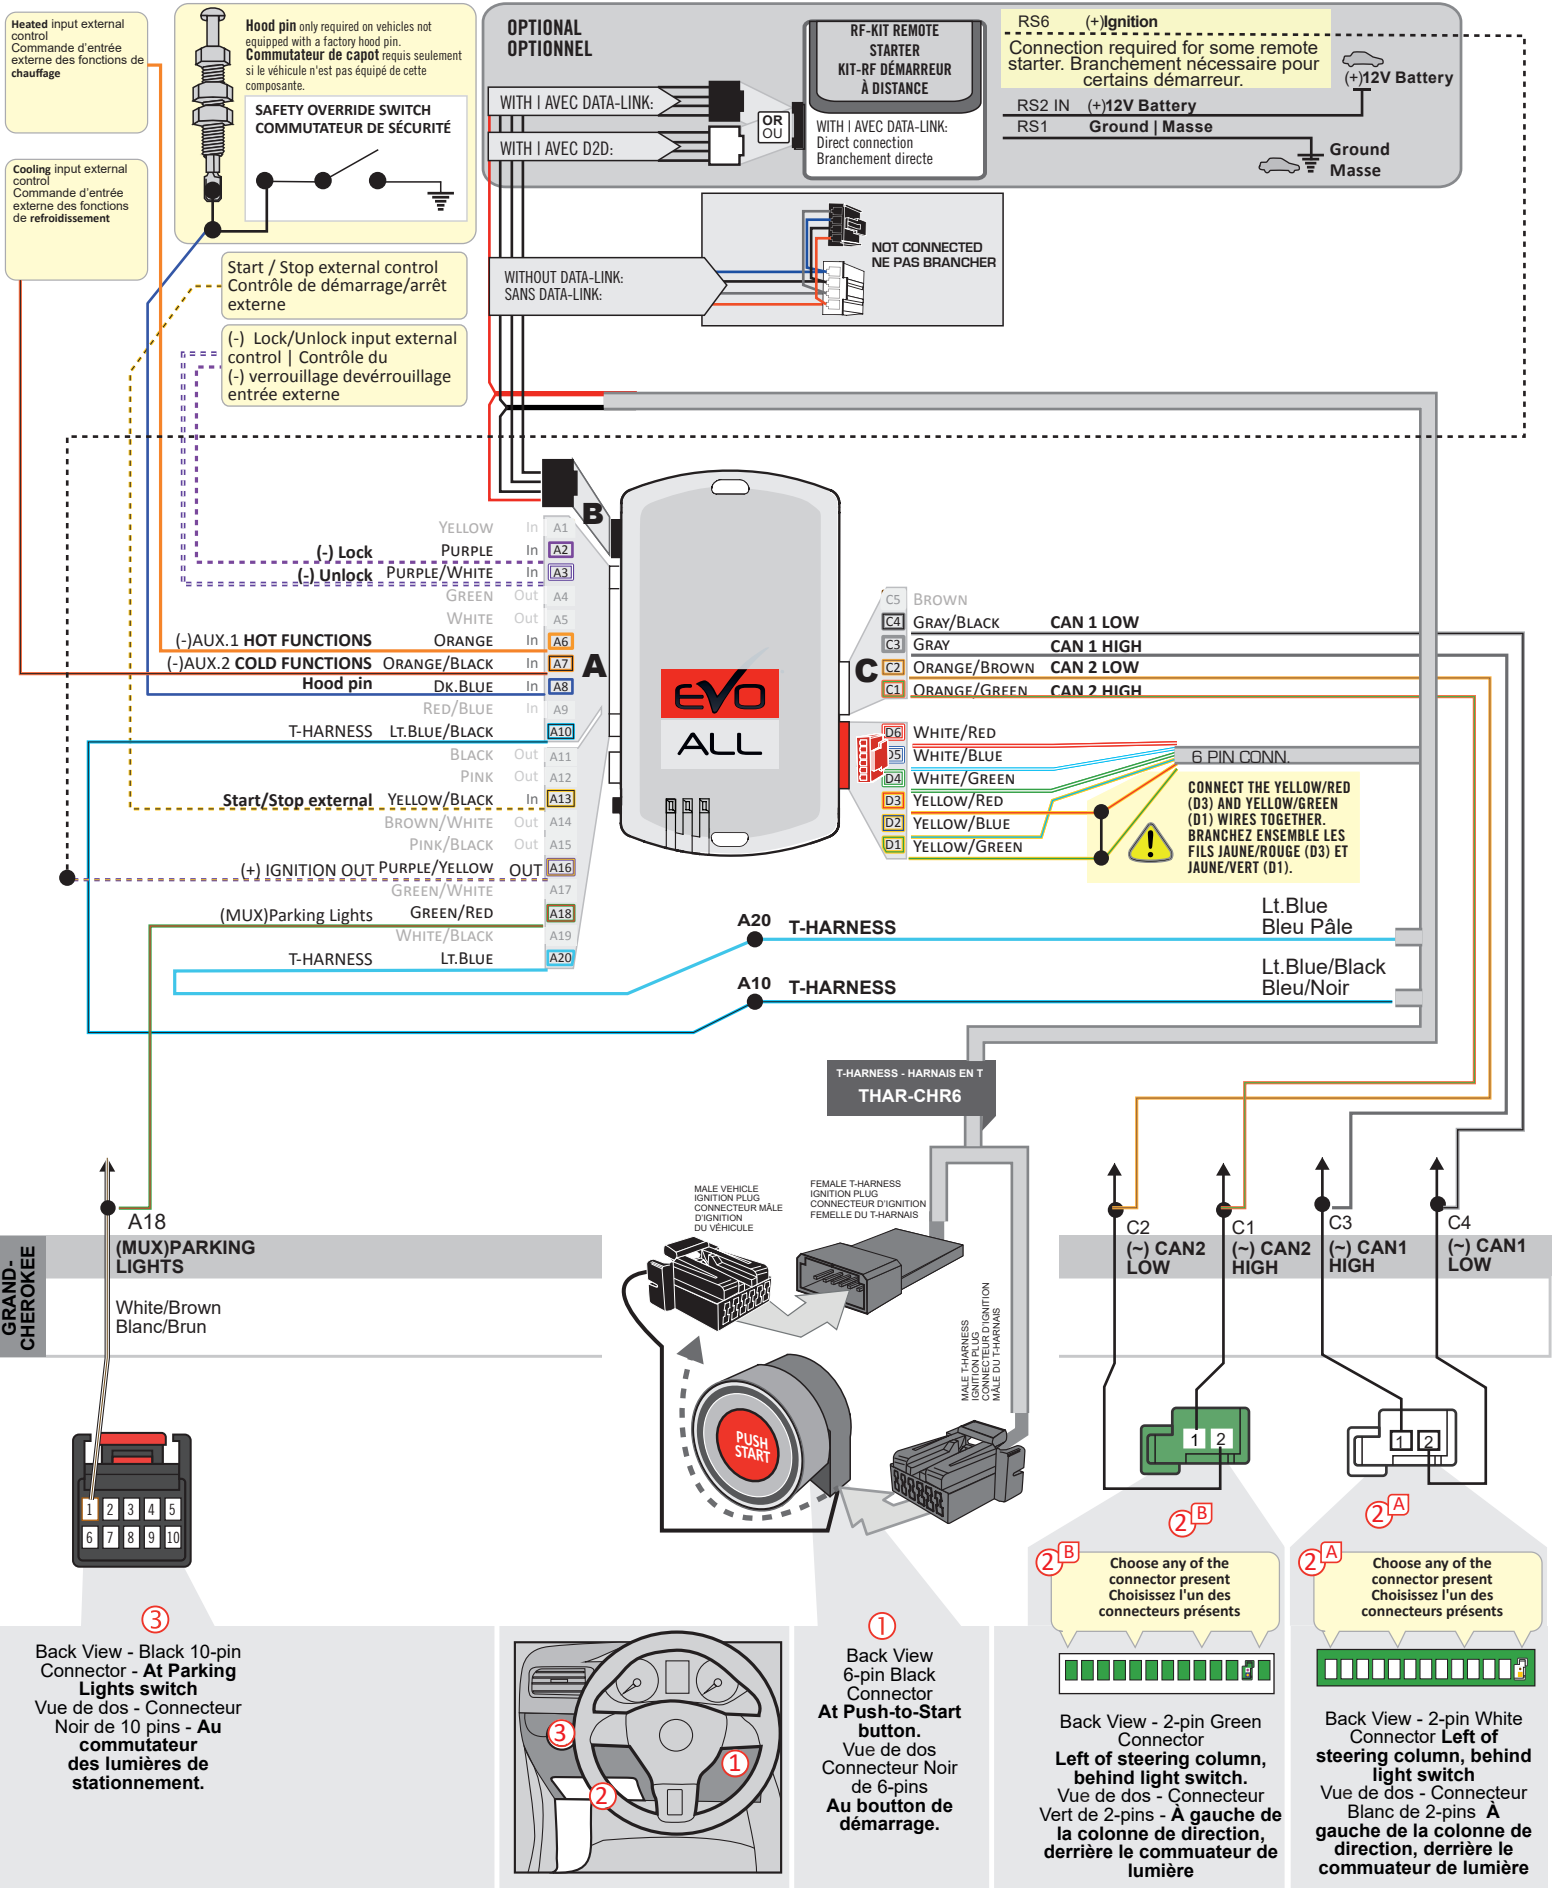 Heated input external
control
Commande d'entrée
externe des fonctions de
chauffage
Cooling input external
control
Commande d'entrée
externe des fonctions
de refroidissement
Hood pin only required on vehicles not
equipped with a factory hood pin.
Commutateur de capot requis seulement
si le véhicule n'est pas équipé de cette
composante.
SAFETY OVERRIDE SWITCH
COMMUTATEUR DE SÉCURITÉ
Start / Stop external control
Contrôle de démarrage/arrêt
externe
(-) Lock/Unlock input external
control | Contrôle du
(-) verrouillage devérrouillage
entrée externe
OPTIONAL
OPTIONNEL
WITH | AVEC DATA-LINK:
WITH | AVEC D2D:
OR
OU
RF-KIT REMOTE
STARTER
KIT-RF DÉMARREUR
À DISTANCE
WITH | AVEC DATA-LINK:
Direct connection
Branchement directe
RS6 (+)Ignition
Connection required for some remote
starter. Branchement nécessaire pour
certains démarreur.
(+)12V Battery
RS2 IN (+)12V Battery
RS1 Ground | Masse
Ground
Masse
WITHOUT DATA-LINK:
SANS DATA-LINK:
NOT CONNECTED
NE PAS BRANCHER
B
YELLOW In A1
(-) Lock PURPLE In A2
(-) Unlock PURPLE/WHITE In A3
GREEN Out A4
WHITE Out A5
(-)AUX.1 HOT FUNCTIONS ORANGE In A6
(-)AUX.2 COLD FUNCTIONS ORANGE/BLACK In A7
Hood pin DK.BLUE In A8
RED/BLUE In A9
T-HARNESS LT.BLUE/BLACK A10
BLACK Out A11
PINK Out A12
Start/Stop external YELLOW/BLACK In A13
BROWN/WHITE Out A14
PINK/BLACK Out A15
(+) IGNITION OUT PURPLE/YELLOW OUT A16
GREEN/WHITE A17
(MUX)Parking Lights GREEN/RED A18
WHITE/BLACK A19
T-HARNESS LT.BLUE A20
A
EVO
ALL
C
C5 BROWN
C4 GRAY/BLACK CAN 1 LOW
C3 GRAY CAN 1 HIGH
C2 ORANGE/BROWN CAN 2 LOW
C1 ORANGE/GREEN CAN 2 HIGH
D6 WHITE/RED
D5 WHITE/BLUE
D4 WHITE/GREEN
D3 YELLOW/RED
D2 YELLOW/BLUE
D1 YELLOW/GREEN
6 PIN CONN.
CONNECT THE YELLOW/RED
(D3) AND YELLOW/GREEN
(D1) WIRES TOGETHER.
BRANCHEZ ENSEMBLE LES
FILS JAUNE/ROUGE (D3) ET
JAUNE/VERT (D1).
!
A20 T-HARNESS
Lt.Blue
Bleu Pâle
A10 T-HARNESS
Lt.Blue/Black
Bleu/Noir
T-HARNESS - HARNAIS EN T
THAR-CHR6
GRAND-
CHEROKEE
A18
(MUX)PARKING
LIGHTS
White/Brown
Blanc/Brun
1 2 3 4 5
6 7 8 9 10
MALE VEHICLE
IGNITION PLUG
CONNECTEUR MÂLE
D'IGNITION
DU VÉHICULE
FEMALE T-HARNESS
IGNITION PLUG
CONNECTEUR D'IGNITION
FEMELLE DU T-HARNAIS
MALE T-HARNESS
IGNITION PLUG
CONNECTEUR D'IGNITION
MÂLE DU T-HARNAIS
PUSH
START
C2
(~) CAN2
LOW
C1
(~) CAN2
HIGH
C3
(~) CAN1
HIGH
C4
(~) CAN1
LOW
1 2
1 2
2 B
2 A
3
Back View - Black 10-pin
Connector - At Parking
Lights switch
Vue de dos - Connecteur
Noir de 10 pins - Au
commutateur
des lumières de
stationnement.
3
1
2
1
Back View
6-pin Black
Connector
At Push-to-Start
button.
Vue de dos
Connecteur Noir
de 6-pins
Au boutton de
démarrage.
2 B
Choose any of the
connector present
Choisissez l'un des
connecteurs présents
Back View - 2-pin Green
Connector
Left of steering column,
behind light switch.
Vue de dos - Connecteur
Vert de 2-pins - À gauche de
la colonne de direction,
derrière le commuateur de
lumière
2 A
Choose any of the
connector present
Choisissez l'un des
connecteurs présents
Back View - 2-pin White
Connector Left of
steering column, behind
light switch
Vue de dos - Connecteur
Blanc de 2-pins À
gauche de la colonne de
direction, derrière le
commuateur de lumière